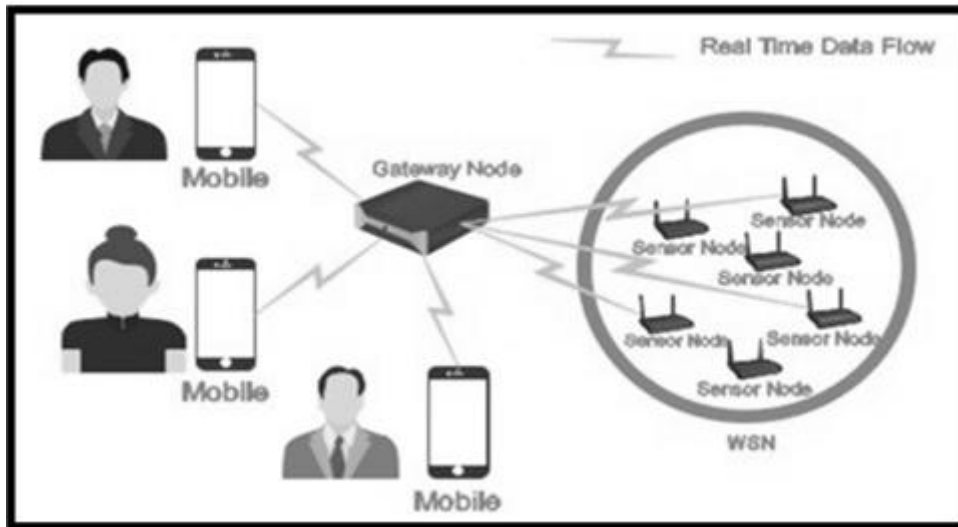 Real Time Data Flow
Gateway Node
Mobile
Sensor Node
Sensor Node
Sensor Node
Mobile
Sensor Node
Sensor Node
Sensor Node
WSN
Mobile